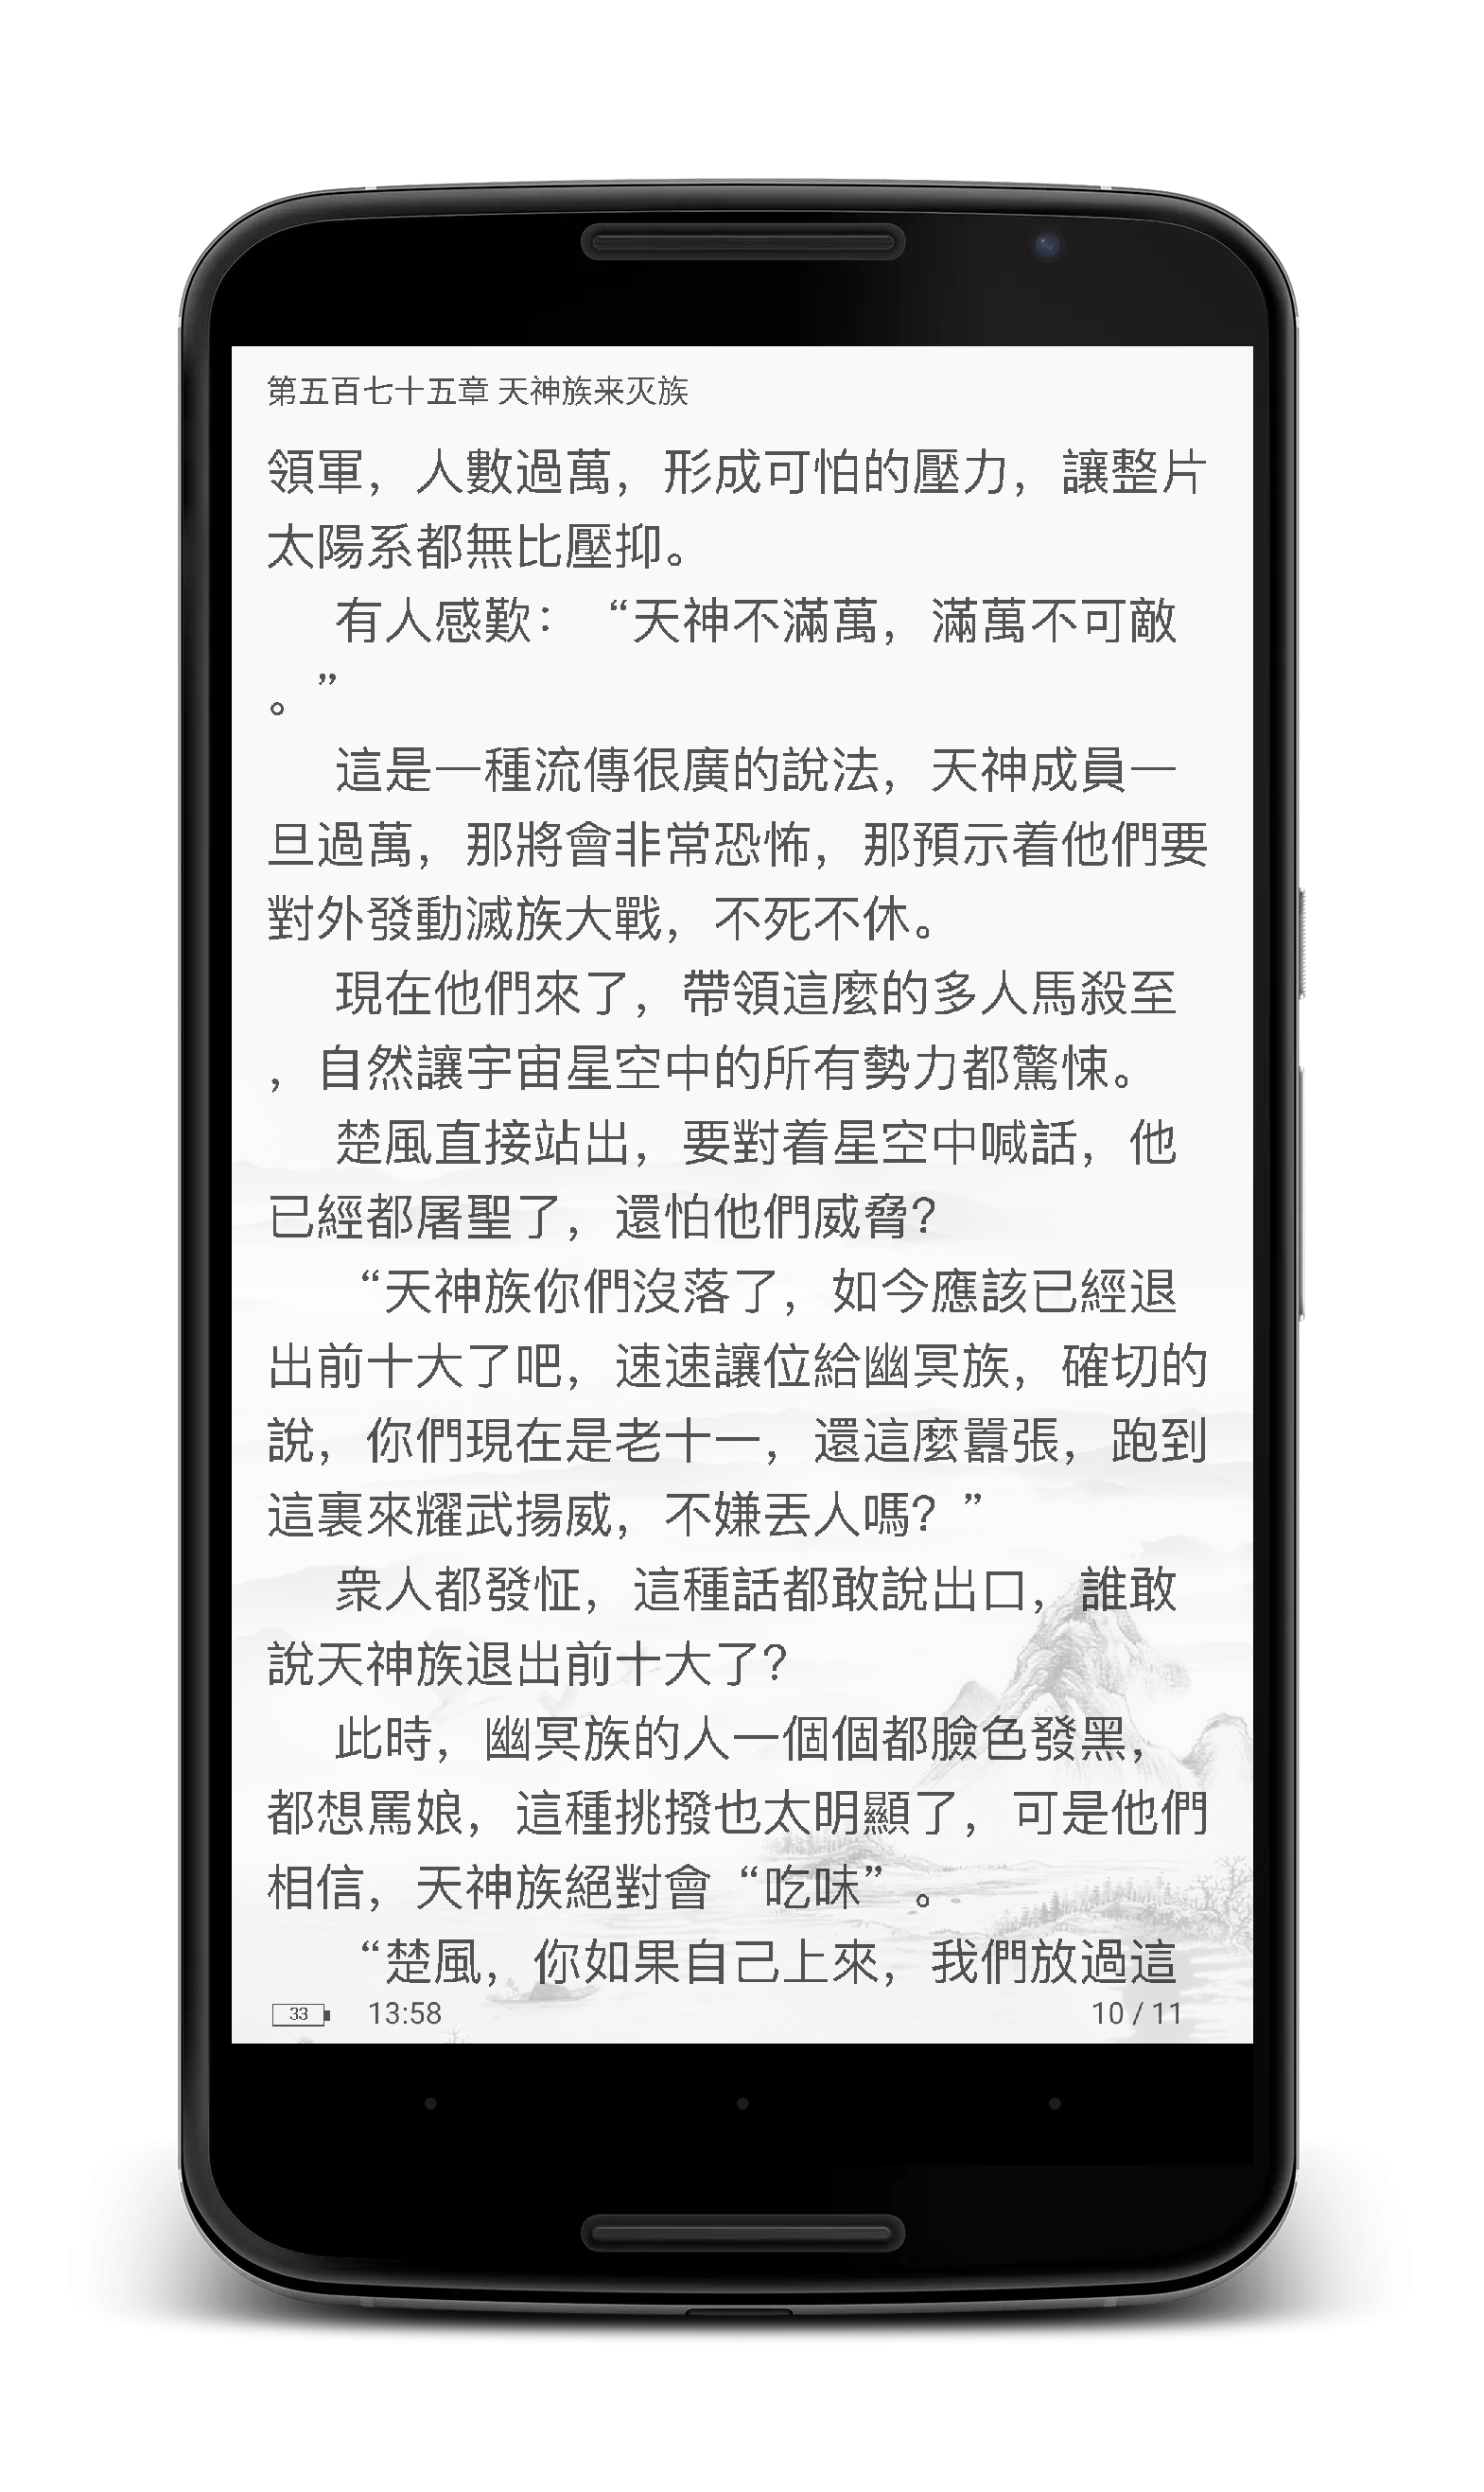 第五百七十五章 天神族来灭族
領軍，人數過萬，形成可怕的壓力，讓整片
太陽系都無比壓抑。
有人感歎：“天神不滿萬，滿萬不可敵
。”
這是一種流傳很廣的說法，天神成員一
旦過萬，那將會非常恐怖，那預示着他們要
對外發動滅族大戰，不死不休。
現在他們來了，帶領這麼的多人馬殺至
，自然讓宇宙星空中的所有勢力都驚悚。
楚風直接站出，要對着星空中喊話，他
已經都屠聖了，還怕他們威脅？
“天神族你們沒落了，如今應該已經退
出前十大了吧，速速讓位給幽冥族，確切的
說，你們現在是老十一，還這麼囂張，跑到
這裏來耀武揚威，不嫌丟人嗎？”
衆人都發怔，這種話都敢說出口，誰敢
說天神族退出前十大了？
此時，幽冥族的人一個個都臉色發黑，
都想罵娘，這種挑撥也太明顯了，可是他們
相信，天神族絕對會“吃味”。
“楚風，你如果自己上來，我們放過這
33 13:58 10 / 11